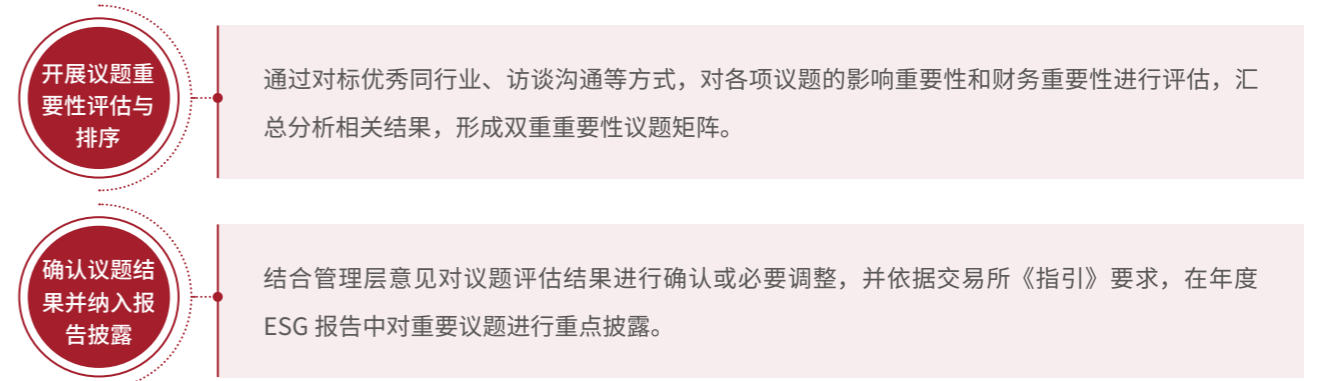 开展议题重
要性评估与
排序
通过对标优秀同行业、访谈沟通等方式，对各项议题的影响重要性和财务重要性进行评估，汇
总分析相关结果，形成双重重要性议题矩阵。
确认议题结
果并纳入报
告披露
结合管理层意见对议题评估结果进行确认或必要调整，并依据交易所《指引》要求，在年度
ESG 报告中对重要议题进行重点披露。